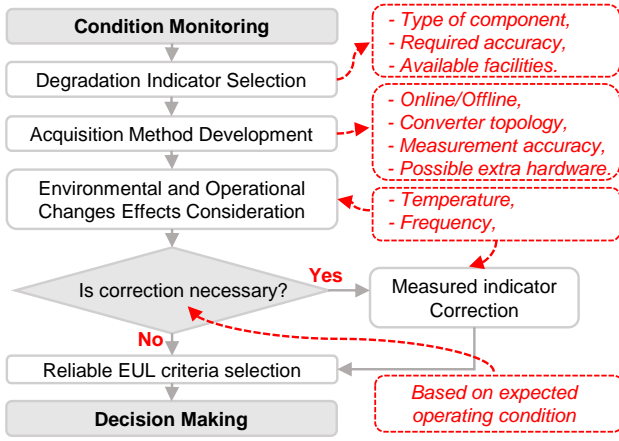 Condition Monitoring
- Type of component,
- Required accuracy,
- Available facilities.
Degradation Indicator Selection
- Online/Offline,
- Converter topology,
- Measurement accuracy,
- Possible extra hardware.
Acquisition Method Development
Environmental and Operational
Changes Effects Consideration
- Temperature,
- Frequency,
Is correction necessary?
Yes
Measured indicator
Correction
No
Reliable EUL criteria selection
Based on expected
operating condition
Decision Making